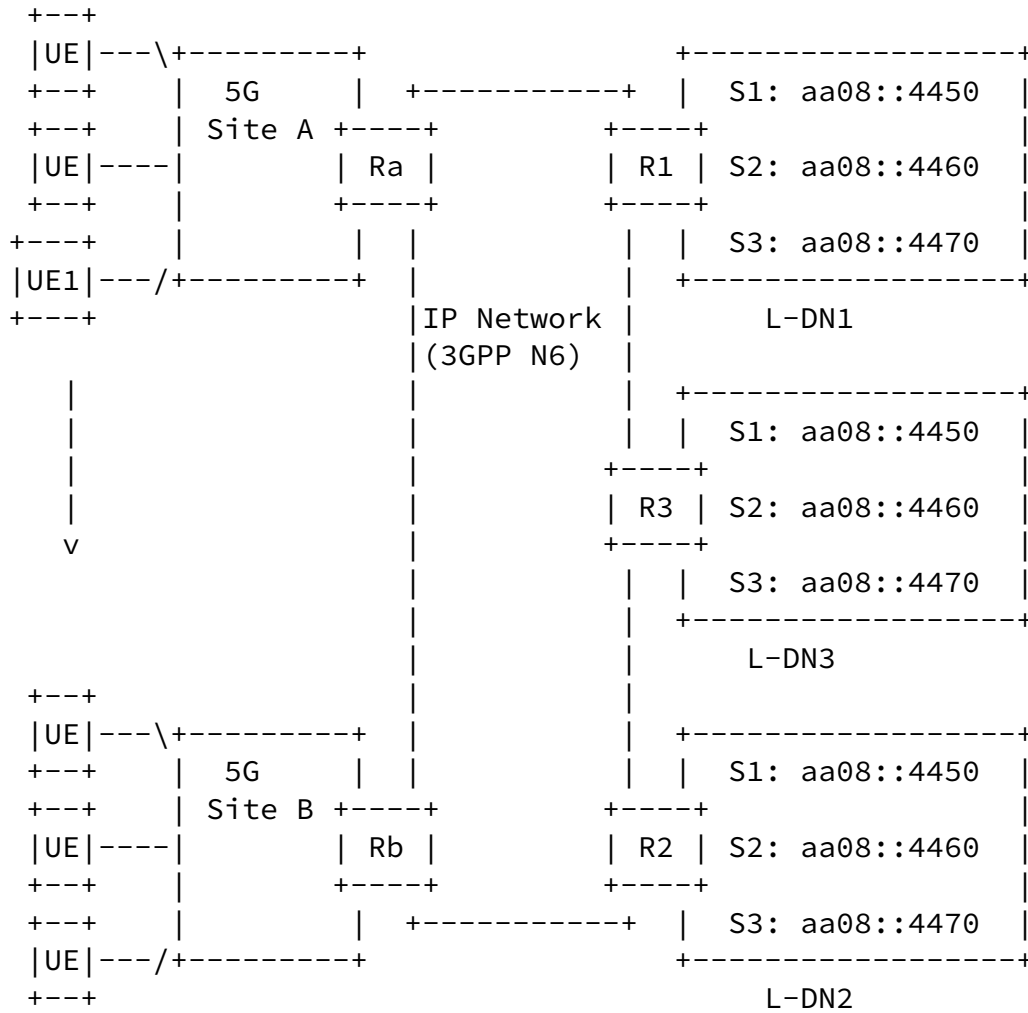 UE
5G S1: aa08::4450
Site A
UE Ra R1 S2: aa08::4460
S3: aa08::4470
UE1
IP Network L-DN1
(3GPP N6)
S1: aa08::4450
R3 S2: aa08::4460
v
S3: aa08::4470
L-DN3
UE
5G S1: aa08::4450
Site B
UE Rb R2 S2: aa08::4460
S3: aa08::4470
UE
L-DN2